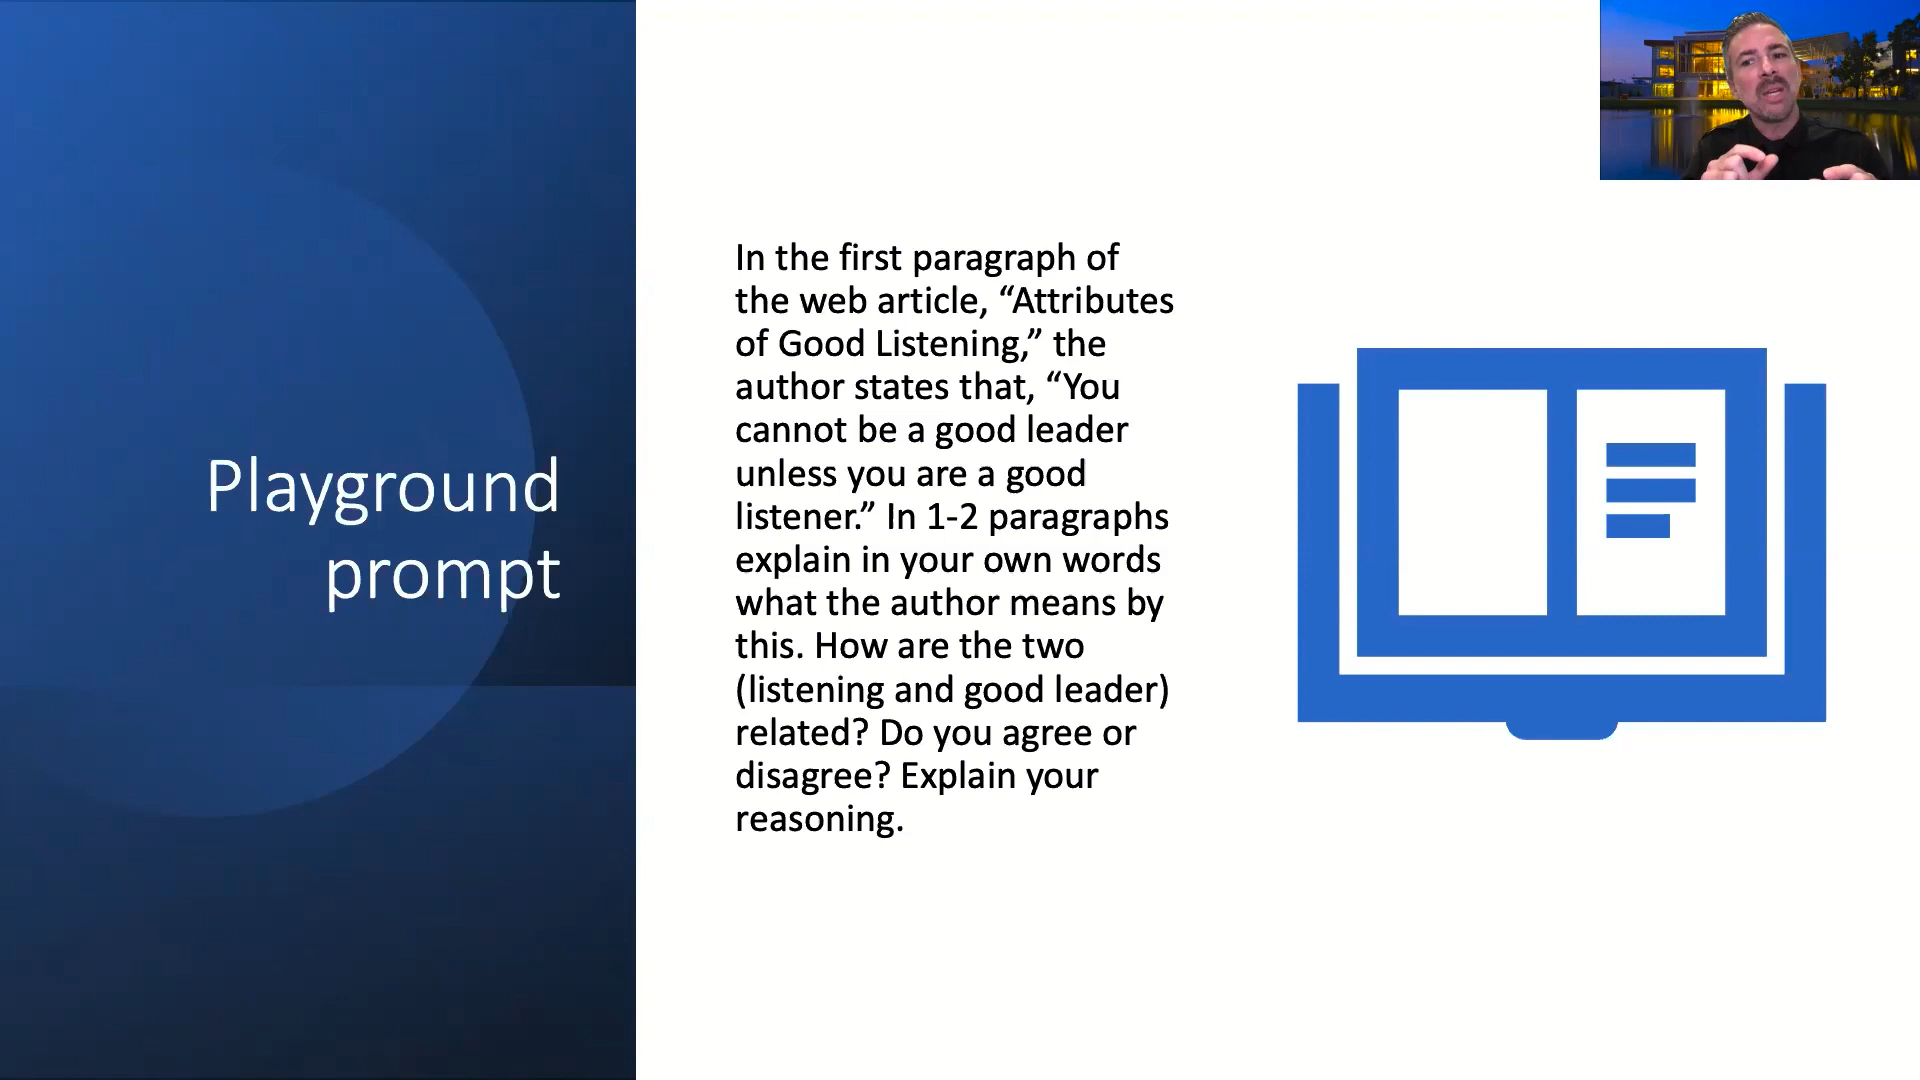 Playground
prompt
In the first paragraph of
the web article, “Attributes
of Good Listening,” the
author states that, “You
cannot be a good leader
unless you are a good
listener.” In 1-2 paragraphs
explain in your own words
what the author means by
this. How are the two
(listening and good leader)
related? Do you agree or
disagree? Explain your
reasoning.